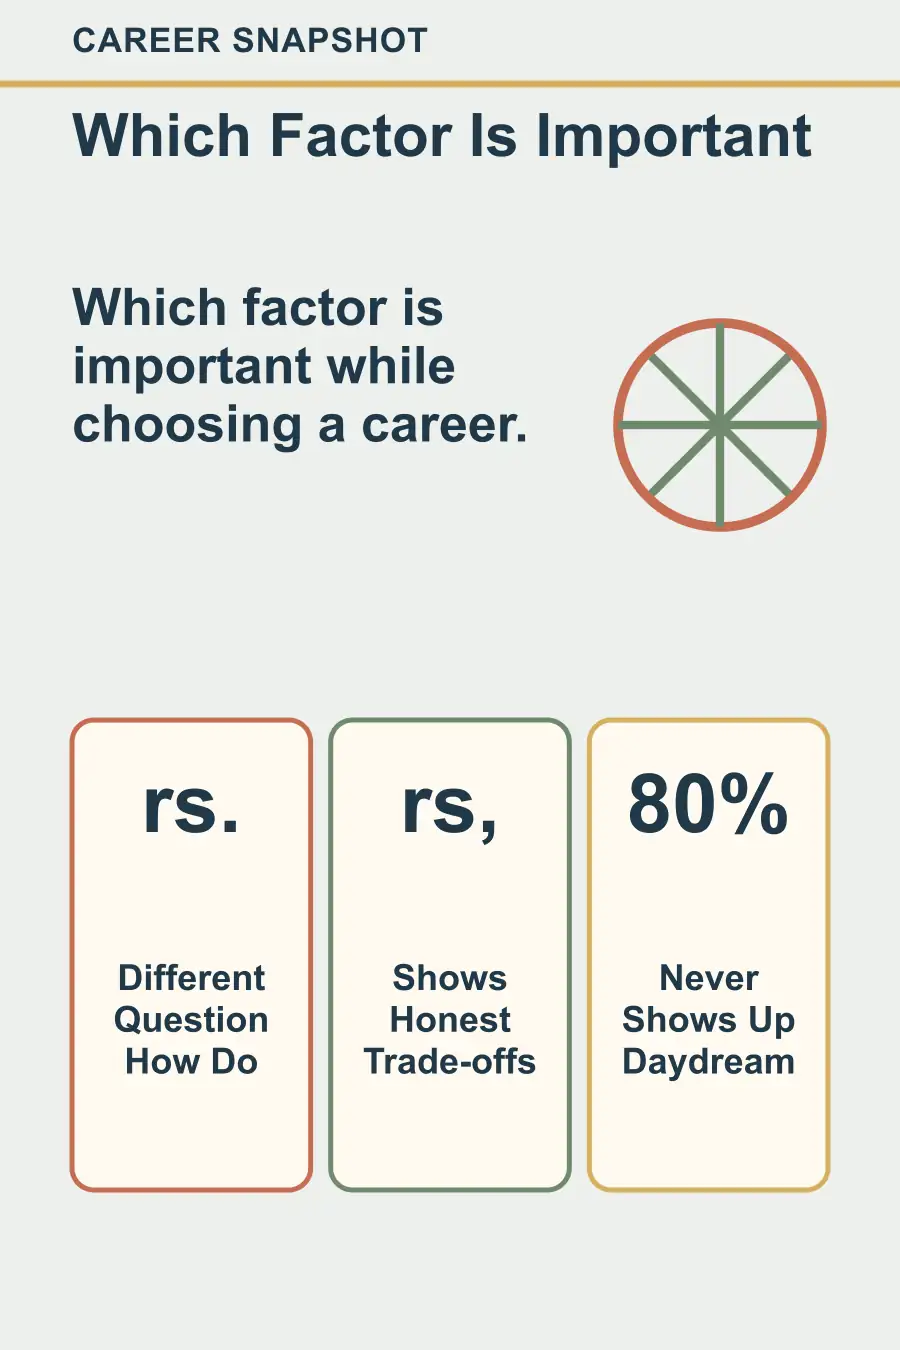 CAREER SNAPSHOT
Which Factor Is Important
Which factor is
important while
choosing a career.
rs.
Different
Question
How Do
rs,
Shows
Honest
Trade-offs
80%
Never
Shows Up
Daydream